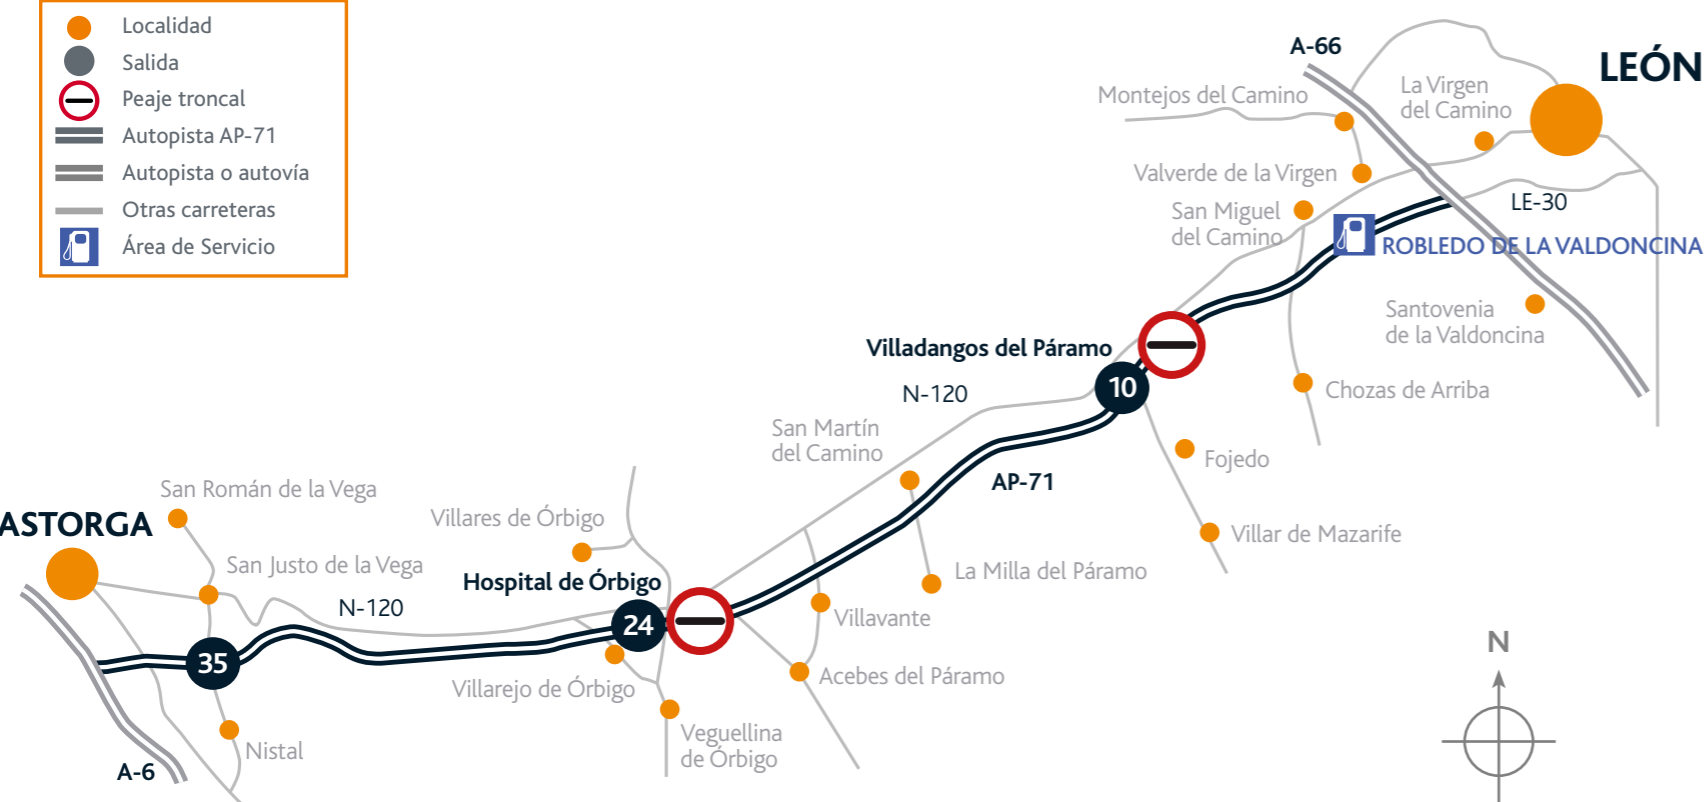 Localidad
Salida
Peaje troncal
Autopista AP-71
Autopista o autovía
Otras carreteras
Área de Servicio
A-66
LEÓN
La Virgen
del Camino
Montejos del Camino
Valverde de la Virgen
San Miguel
del Camino
LE-30
ROBLEDO DE LA VALDONCINA
Santovenia
de la Valdoncina
Villadangos del Páramo
10
N-120
Chozas de Arriba
San Martín
del Camino
Fojedo
AP-71
San Román de la Vega
ASTORGA
Villares de Órbigo
Villar de Mazarife
San Justo de la Vega
Hospital de Órbigo
La Milla del Páramo
N-120
24
Villavante
35
Villarejo de Órbigo
Acebes del Páramo
Veguellina
de Órbigo
Nistal
A-6
N